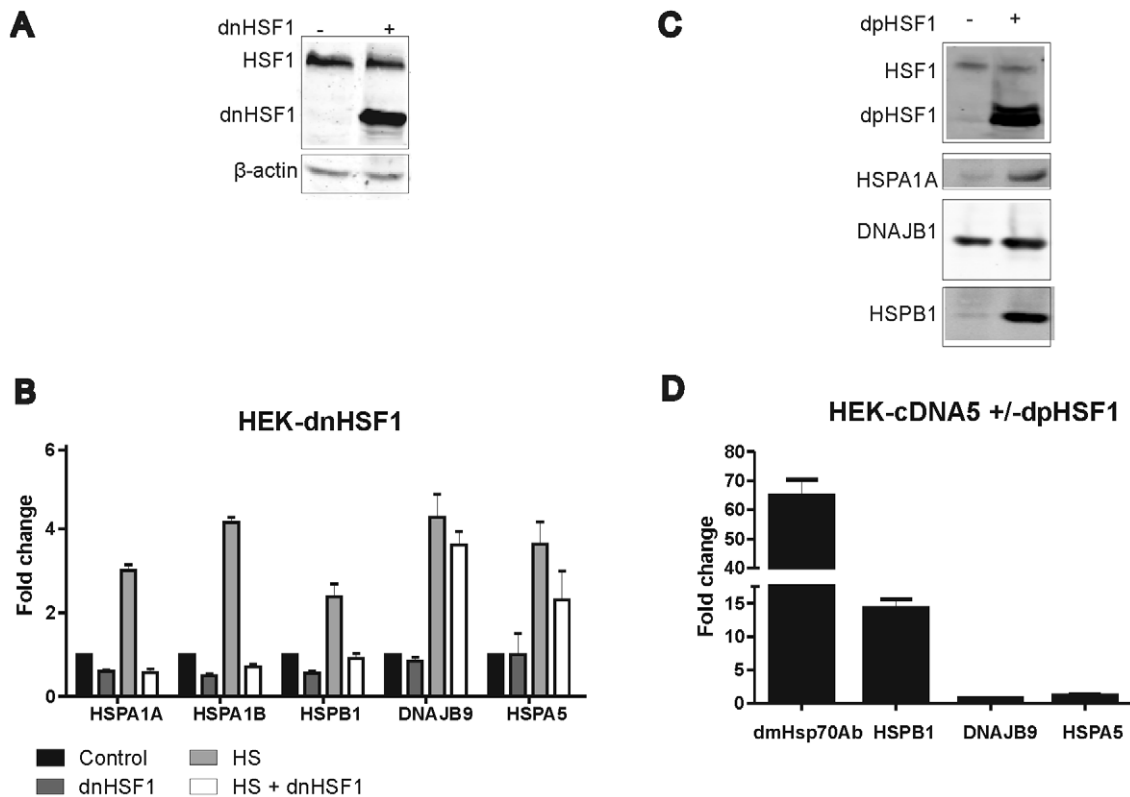 A
dnHSF1 - +
HSF1
dnHSF1
β-actin
C
dpHSF1 - +
HSF1
dpHSF1
HSPA1A
DNAJB1
HSPB1
B
HEK-dnHSF1
Fold change
6
4
2
0
HSPA1A HSPA1B HSPB1 DNAJB9 HSPA5
Control HS
dnHSF1 HS + dnHSF1
D
HEK-cDNA5 +/-dpHSF1
Fold change
80
70
60
50
40
15
10
5
0
dmHsp70Ab HSPB1 DNAJB9 HSPA5